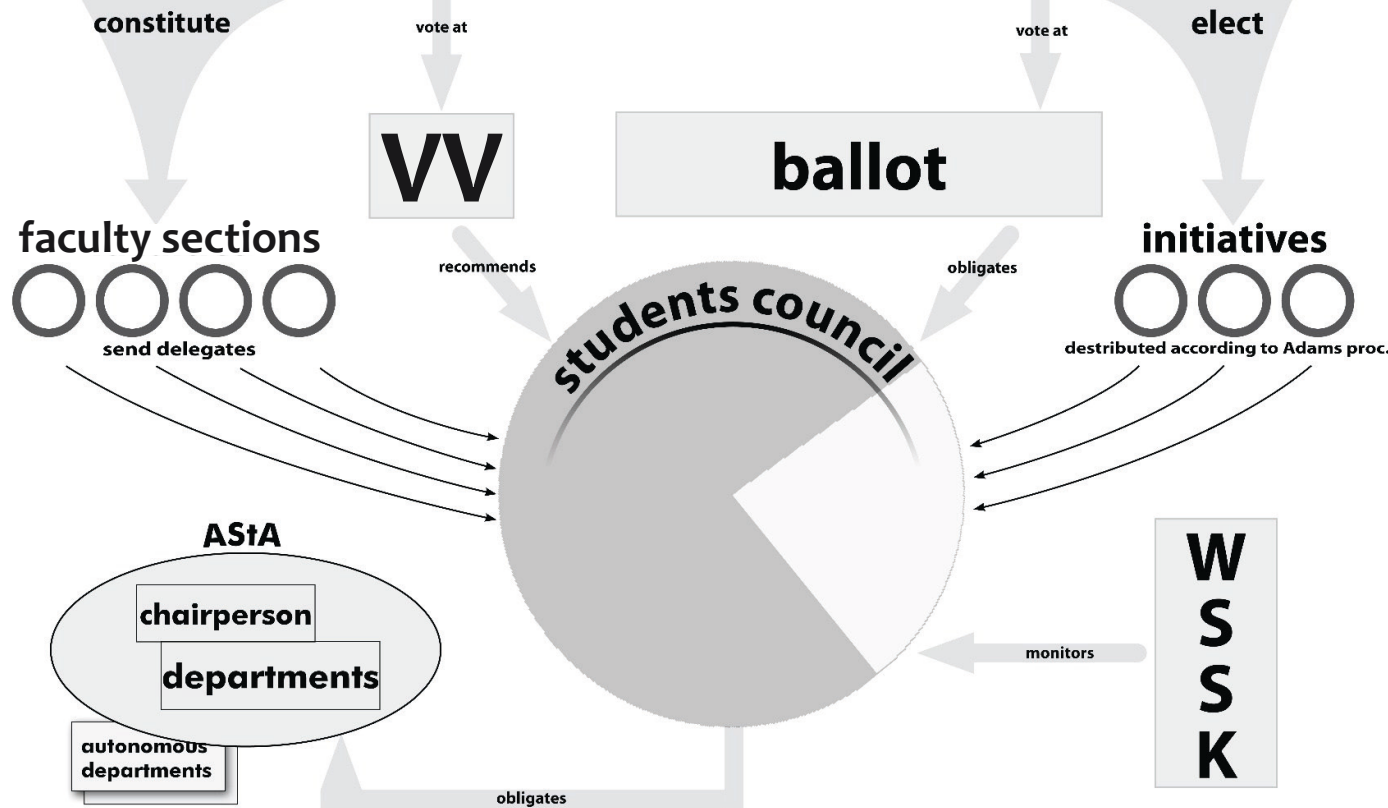 constitute
vote at
vote at
elect
VV
ballot
faculty sections
initiatives
recommends
obligates
students council
send delegates
destributed according to Adams proc.
AStA
chairperson
departments
autonomous
departments
monitors
W
S
S
K
obligates